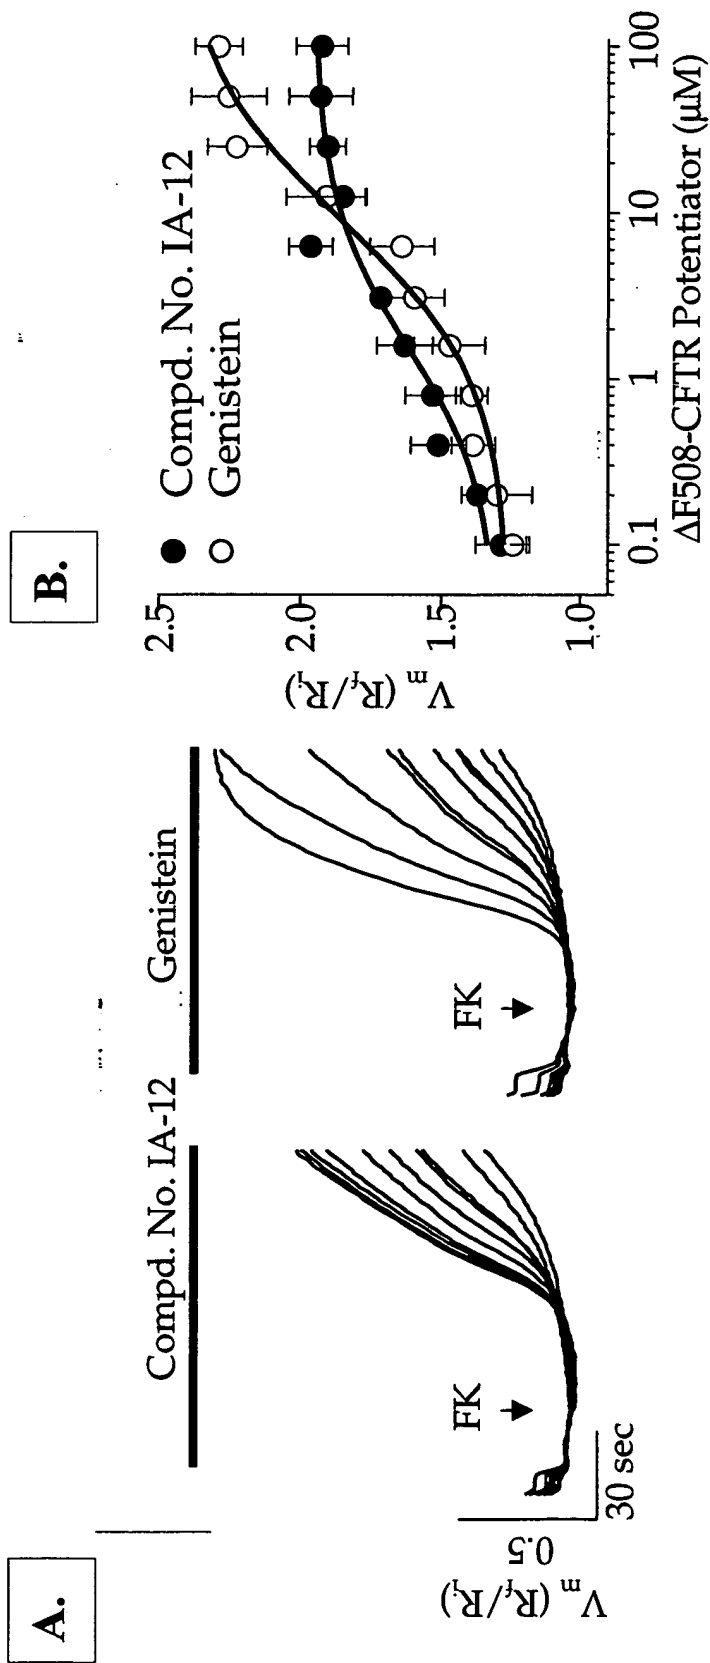 A.
Compd. No. IA-12
Genistein
FK
FK
0.5
Vm (Rf/Ri)
30 sec
B.
Compd. No. IA-12
Genistein
2.5
2.0
1.5
1.0
Vm (Rf/Ri)
0.1
1
10
100
ΔF508-CFTR Potentiator (μM)